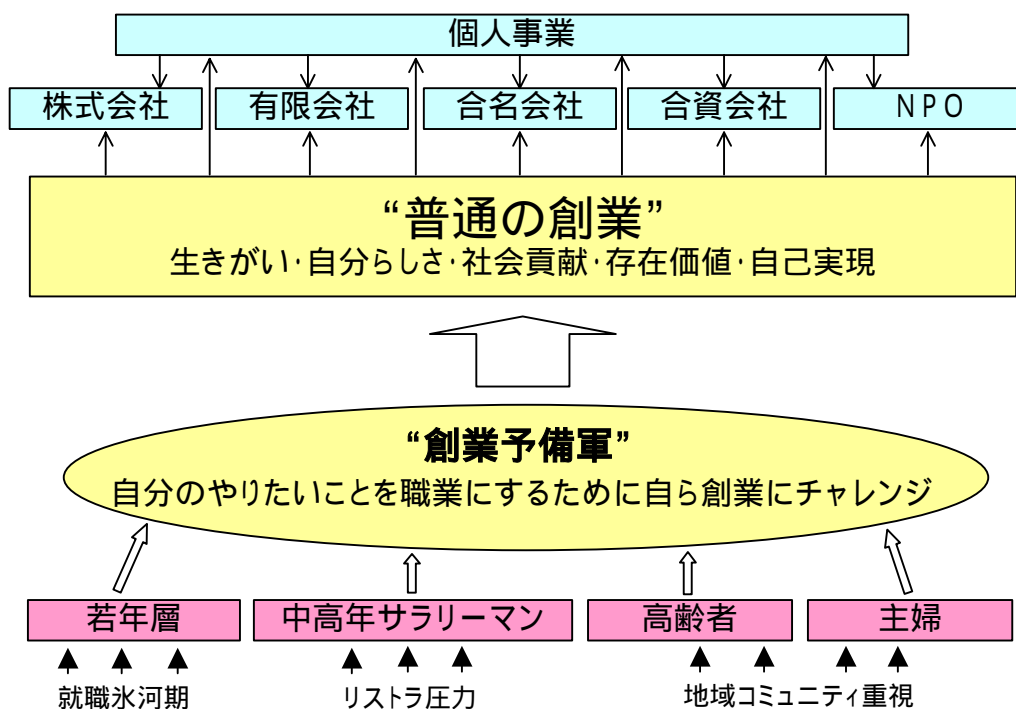 個人事業
株式会社
有限会社
合名会社
合資会社
NPO
“普通の創業”
生きがい･自分らしさ･社会貢献･存在価値･自己実現
“創業予備軍”
自分のやりたいことを職業にするために自ら創業にチャレンジ
若年層
中高年サラリーマン
高齢者
主婦
就職氷河期
リストラ圧力
地域コミュニティ重視